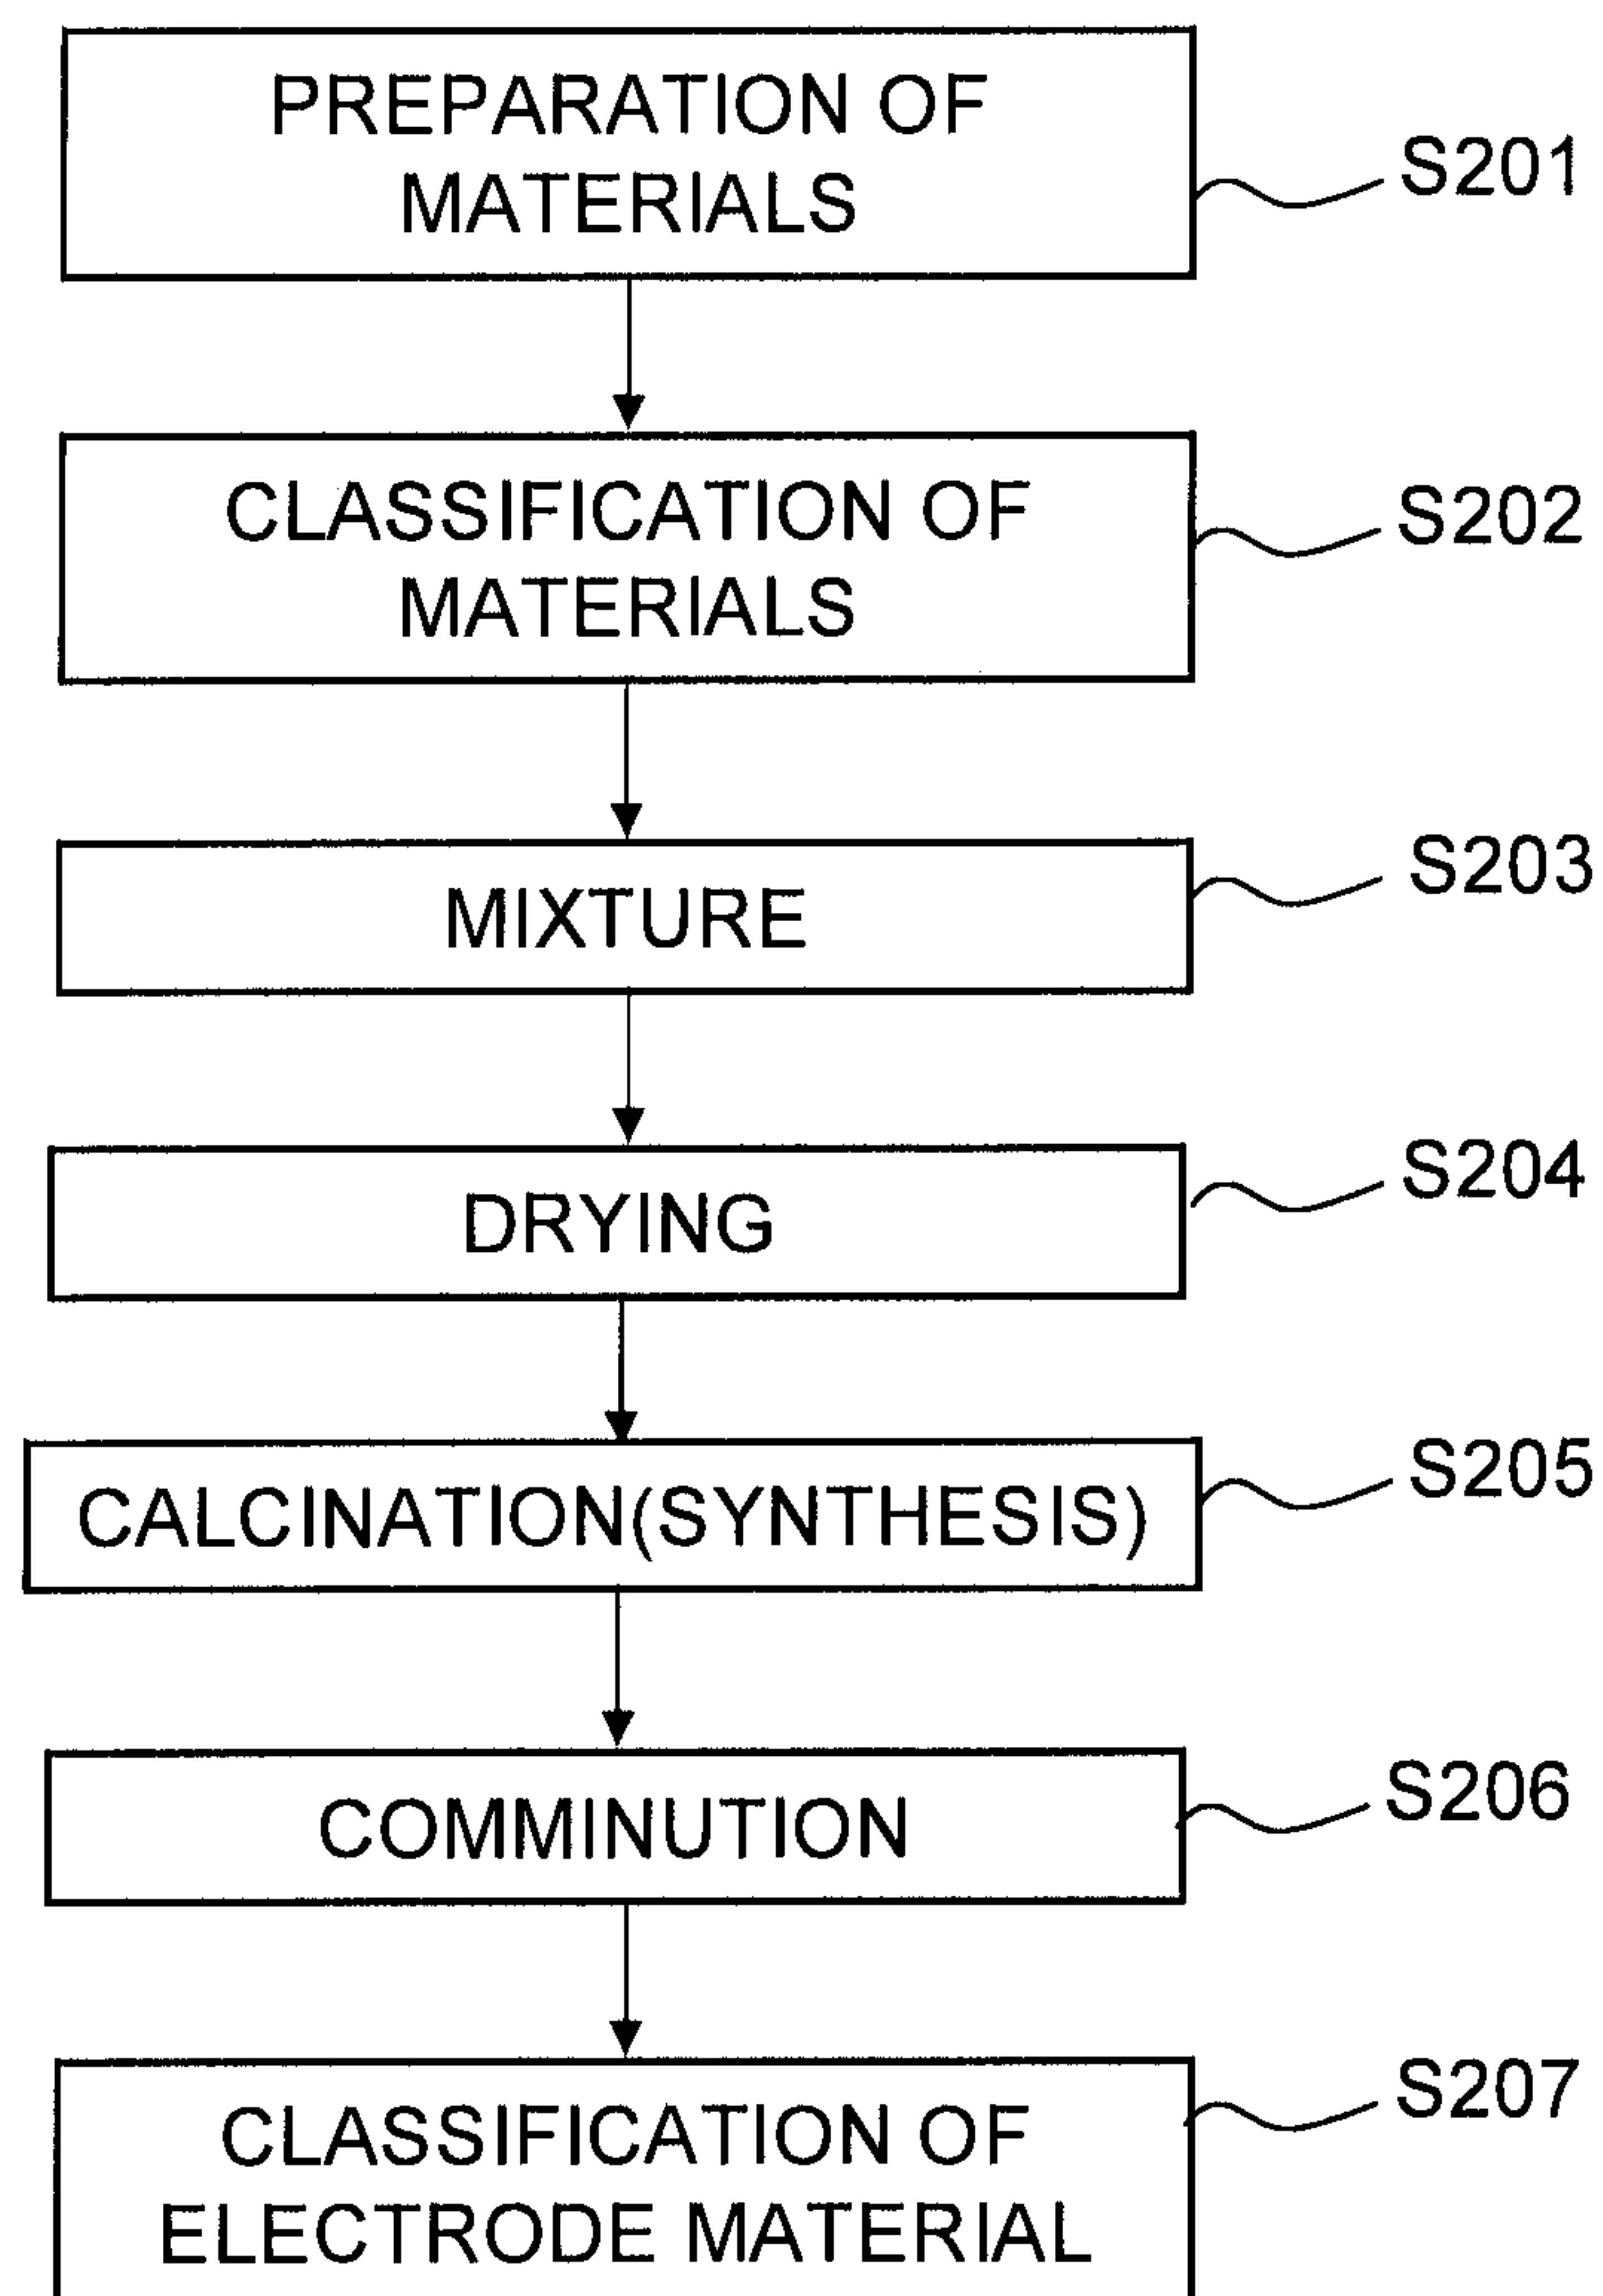 PREPARATION OF
MATERIALS
S201
CLASSIFICATION OF
MATERIALS
S202
MIXTURE
S203
DRYING
S204
CALCINATION(SYNTHESIS)
S205
COMMINUTION
S206
CLASSIFICATION OF
ELECTRODE MATERIAL
S207